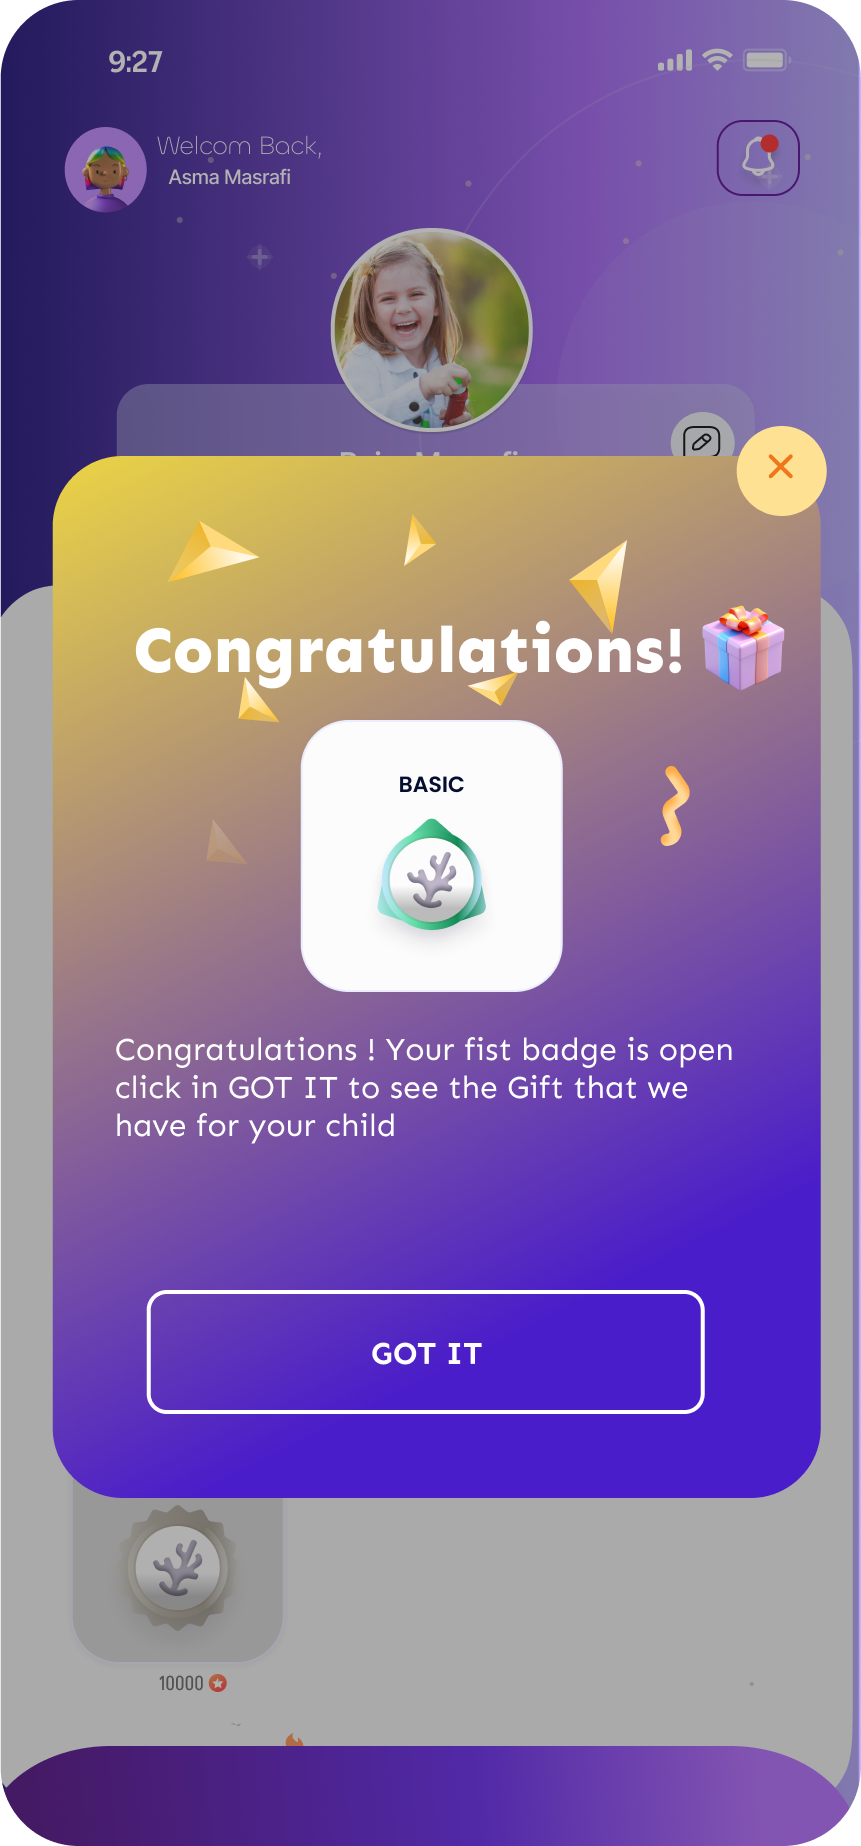 9:27
Welcom Back,
Asma Masrafi
Congratulations!
BASIC
Congratulations ! Your fist badge is open
click in GOT IT to see the Gift that we
have for your child
GOT IT
10000